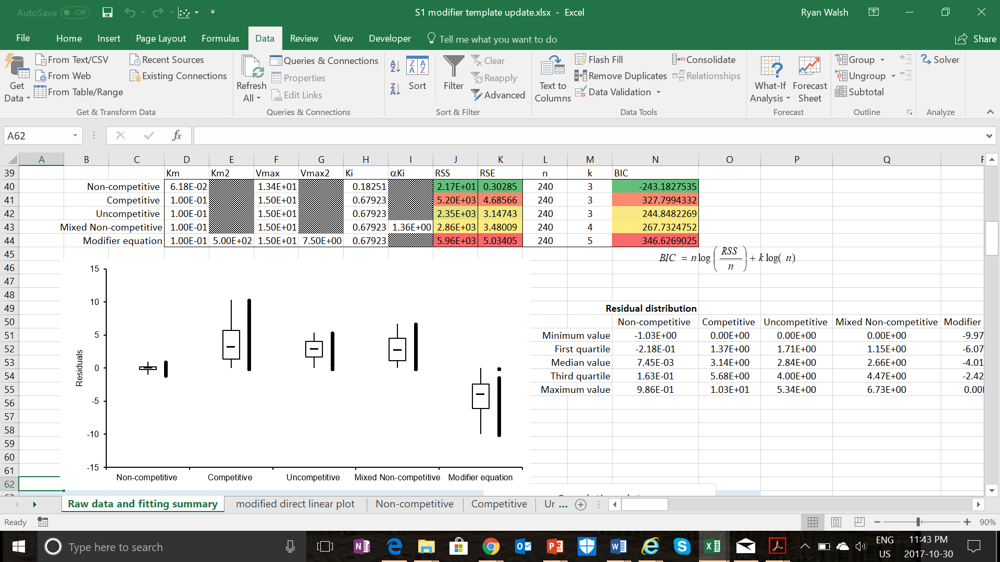 AutoSave Off
S1 modifier template update.xlsx - Excel
Ryan Walsh
File Home Insert Page Layout Formulas Data Review View Developer Tell me what you want to do Share
Get Data
From Text/CSV
From Web
From Table/Range
Recent Sources
Existing Connections
Get & Transform Data
Refresh All
Queries & Connections
Properties
Edit Links
Queries & Connections
Sort
Filter
Clear
Reapply
Advanced
Sort & Filter
Text to Columns
Flash Fill
Remove Duplicates
Data Validation
Consolidate
Relationships
Data Tools
What-If Analysis
Forecast Sheet
Forecast
Group
Ungroup
Subtotal
Outline
Solver
Analyze
A62 fx
A B C D E F G H I J K L M N O P Q
39 Km Km2 Vmax Vmax2 Ki αKi RSS RSE n k BIC
40 Non-competitive 6.18E-02 1.34E+01 0.18251 2.17E+01 0.30285 240 3 -243.1827535
41 Competitive 1.00E-01 1.50E+01 0.67923 5.20E+03 4.68566 240 3 327.7994332
42 Uncompetitive 1.00E-01 1.50E+01 0.67923 2.35E+03 3.14743 240 3 244.8482269
43 Mixed Non-competitive 1.00E-01 1.50E+01 0.67923 1.36E+00 2.86E+03 3.48009 240 4 267.7324752
44 Modifier equation 1.00E-01 5.00E+02 1.50E+01 7.50E+00 0.67923 5.96E+03 5.03405 240 5 346.6269025
45
46
47
48
49
50
51
52
53
54
55
56
57
58
59
60
61
62
BIC = n log ( RSS / n ) + k log( n)
15
10
5
0
-5
-10
-15
Residuals
Non-competitive Competitive Uncompetitive Mixed Non-competitive Modifier equation
Residual distribution
Non-competitive Competitive Uncompetitive Mixed Non-competitive Modifier
Minimum value -1.03E+00 0.00E+00 0.00E+00 0.00E+00 -9.97
First quartile -2.18E-01 1.37E+00 1.71E+00 1.15E+00 -6.07
Median value 7.45E-03 3.14E+00 2.84E+00 2.66E+00 -4.01
Third quartile 1.63E-01 5.68E+00 4.00E+00 4.47E+00 -2.42
Maximum value 9.86E-01 1.03E+01 5.34E+00 6.73E+00 0.00
Raw data and fitting summary modified direct linear plot Non-competitive Competitive Ur ...
Ready
90%
Type here to search
ENG
US
11:43 PM
2017-10-30